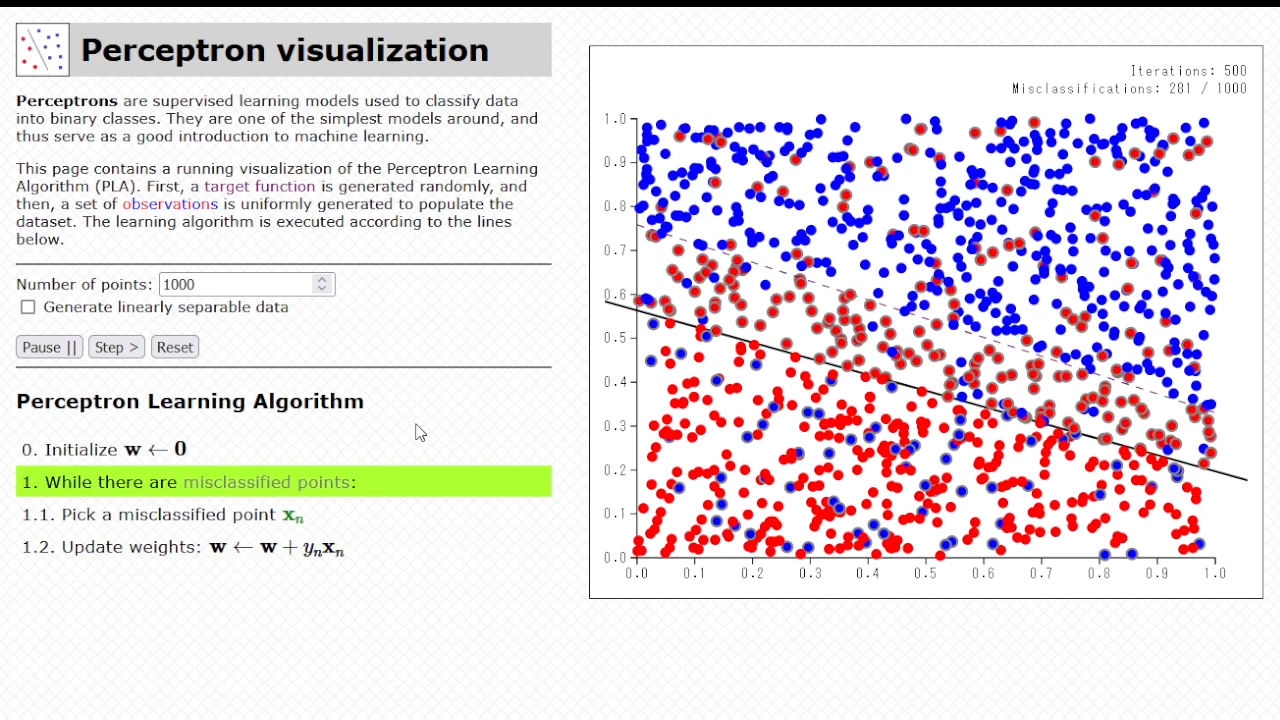 Perceptron visualization
Perceptrons are supervised learning models used to classify data
into binary classes. They are one of the simplest models around, and
thus serve as a good introduction to machine learning.
This page contains a running visualization of the Perceptron Learning
Algorithm (PLA). First, a target function is generated randomly, and
then, a set of observations is uniformly generated to populate the
dataset. The learning algorithm is executed according to the lines
below.
Number of points: 1000
Generate linearly separable data
Pause || Step > Reset
Perceptron Learning Algorithm
0. Initialize w ← 0
1. While there are misclassified points:
1.1. Pick a misclassified point xₙ
1.2. Update weights: w ← w + yₙxₙ
Iterations: 500
Misclassifications: 281 / 1000
1.0
0.9
0.8
0.7
0.6
0.5
0.4
0.3
0.2
0.1
0.0
0.0 0.1 0.2 0.3 0.4 0.5 0.6 0.7 0.8 0.9 1.0